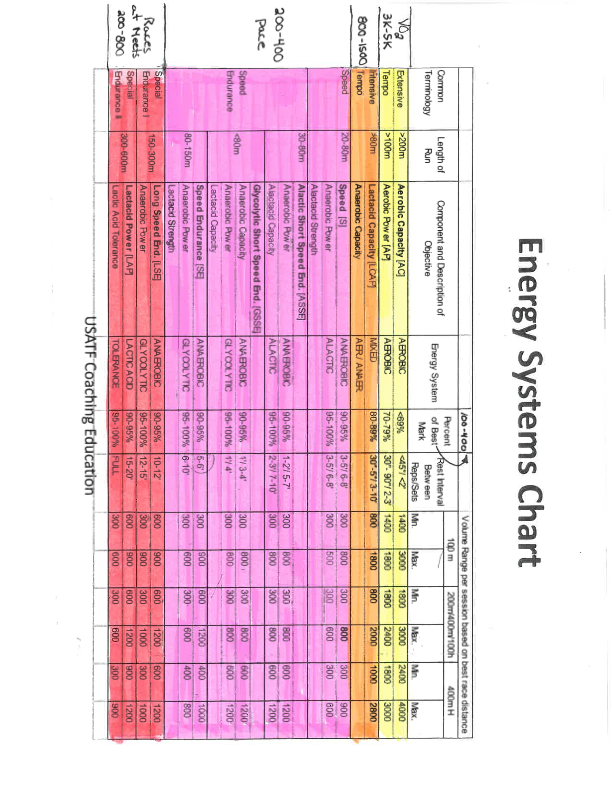 Energy Systems Chart
100-400
Common Terminology Length of Run Component and Description of Objective Energy System Percent of Best Mark Rest Interval Between Reps/Sets Volume Range per session based on best race distance
100 m 200m/400m/100h 400m H
Min. Max. Min. Max. Min. Max.
VO2 3K-5K
Extensive >200m Aerobic Capacity [AC] AEROBIC <69% <45"/ <2' 1400 3000 1800 3000 2400 4000
Tempo >100m Aerobic Power [AP] AEROBIC 70-79% 30"- 90"/ 2-3' 1400 1800 1800 2400 1800 3000
800-1500
Intensive >80m Lactacid Capacity [LCAP] MIXED 80-89% 30"-5'/ 3-10' 800 1800 800 2000 1000 2800
Tempo Anaerobic Capacity AER/ ANAER
200-400 Pace
Speed 20-80m Speed [S] ANAEROBIC 90-95% 3-5'/ 6-8' 300 800 300 800 300 900
Anaerobic Power ALACTIC 95-100% 3-5'/ 6-8' 300 500 300 600 300 600
Alactacid Strength
30-80m Alactic Short Speed End. [ASSE]
Anaerobic Power ANAEROBIC 90-95% 1-2'/ 5-7' 300 800 300 800 600 1200
Alactacid Capacity ALACTIC 95-100% 2-3'/ 7-10' 300 800 300 800 600 1200
Glycolytic Short Speed End. [GSSE]
Speed <80m Anaerobic Capacity ANAEROBIC 90-95% 1'/ 3-4' 300 800 300 800 600 1200
Endurance Anaerobic Power GLYCOLYTIC 95-100% 1'/ 4' 300 600 300 800 600 1200
Lactacid Capacity
Speed Endurance [SE] ANAEROBIC 90-95% 5-6' 300 900 300 1200 400 1000
80-150m Anaerobic Power GLYCOLYTIC 95-100% 6-10' 300 600 300 600 400 800
Lactacid Strength
Races at Meets 200-800
Special 150-300m Long Speed End. [LSE] ANAEROBIC 90-95% 10-12' 600 900 600 1200 600 1200
Endurance I Anaerobic Power GLYCOLYTIC 95-100% 12-15' 300 900 300 1000 300 1000
Special 300-600m Lactacid Power [LAP] LACTIC ACID 90-95% 15-20' 600 900 600 1200 900 1200
Endurance II Lactic Acid Tolerance TOLERANCE 95-100% FULL 300 600 300 600 300 900
USATF Coaching Education